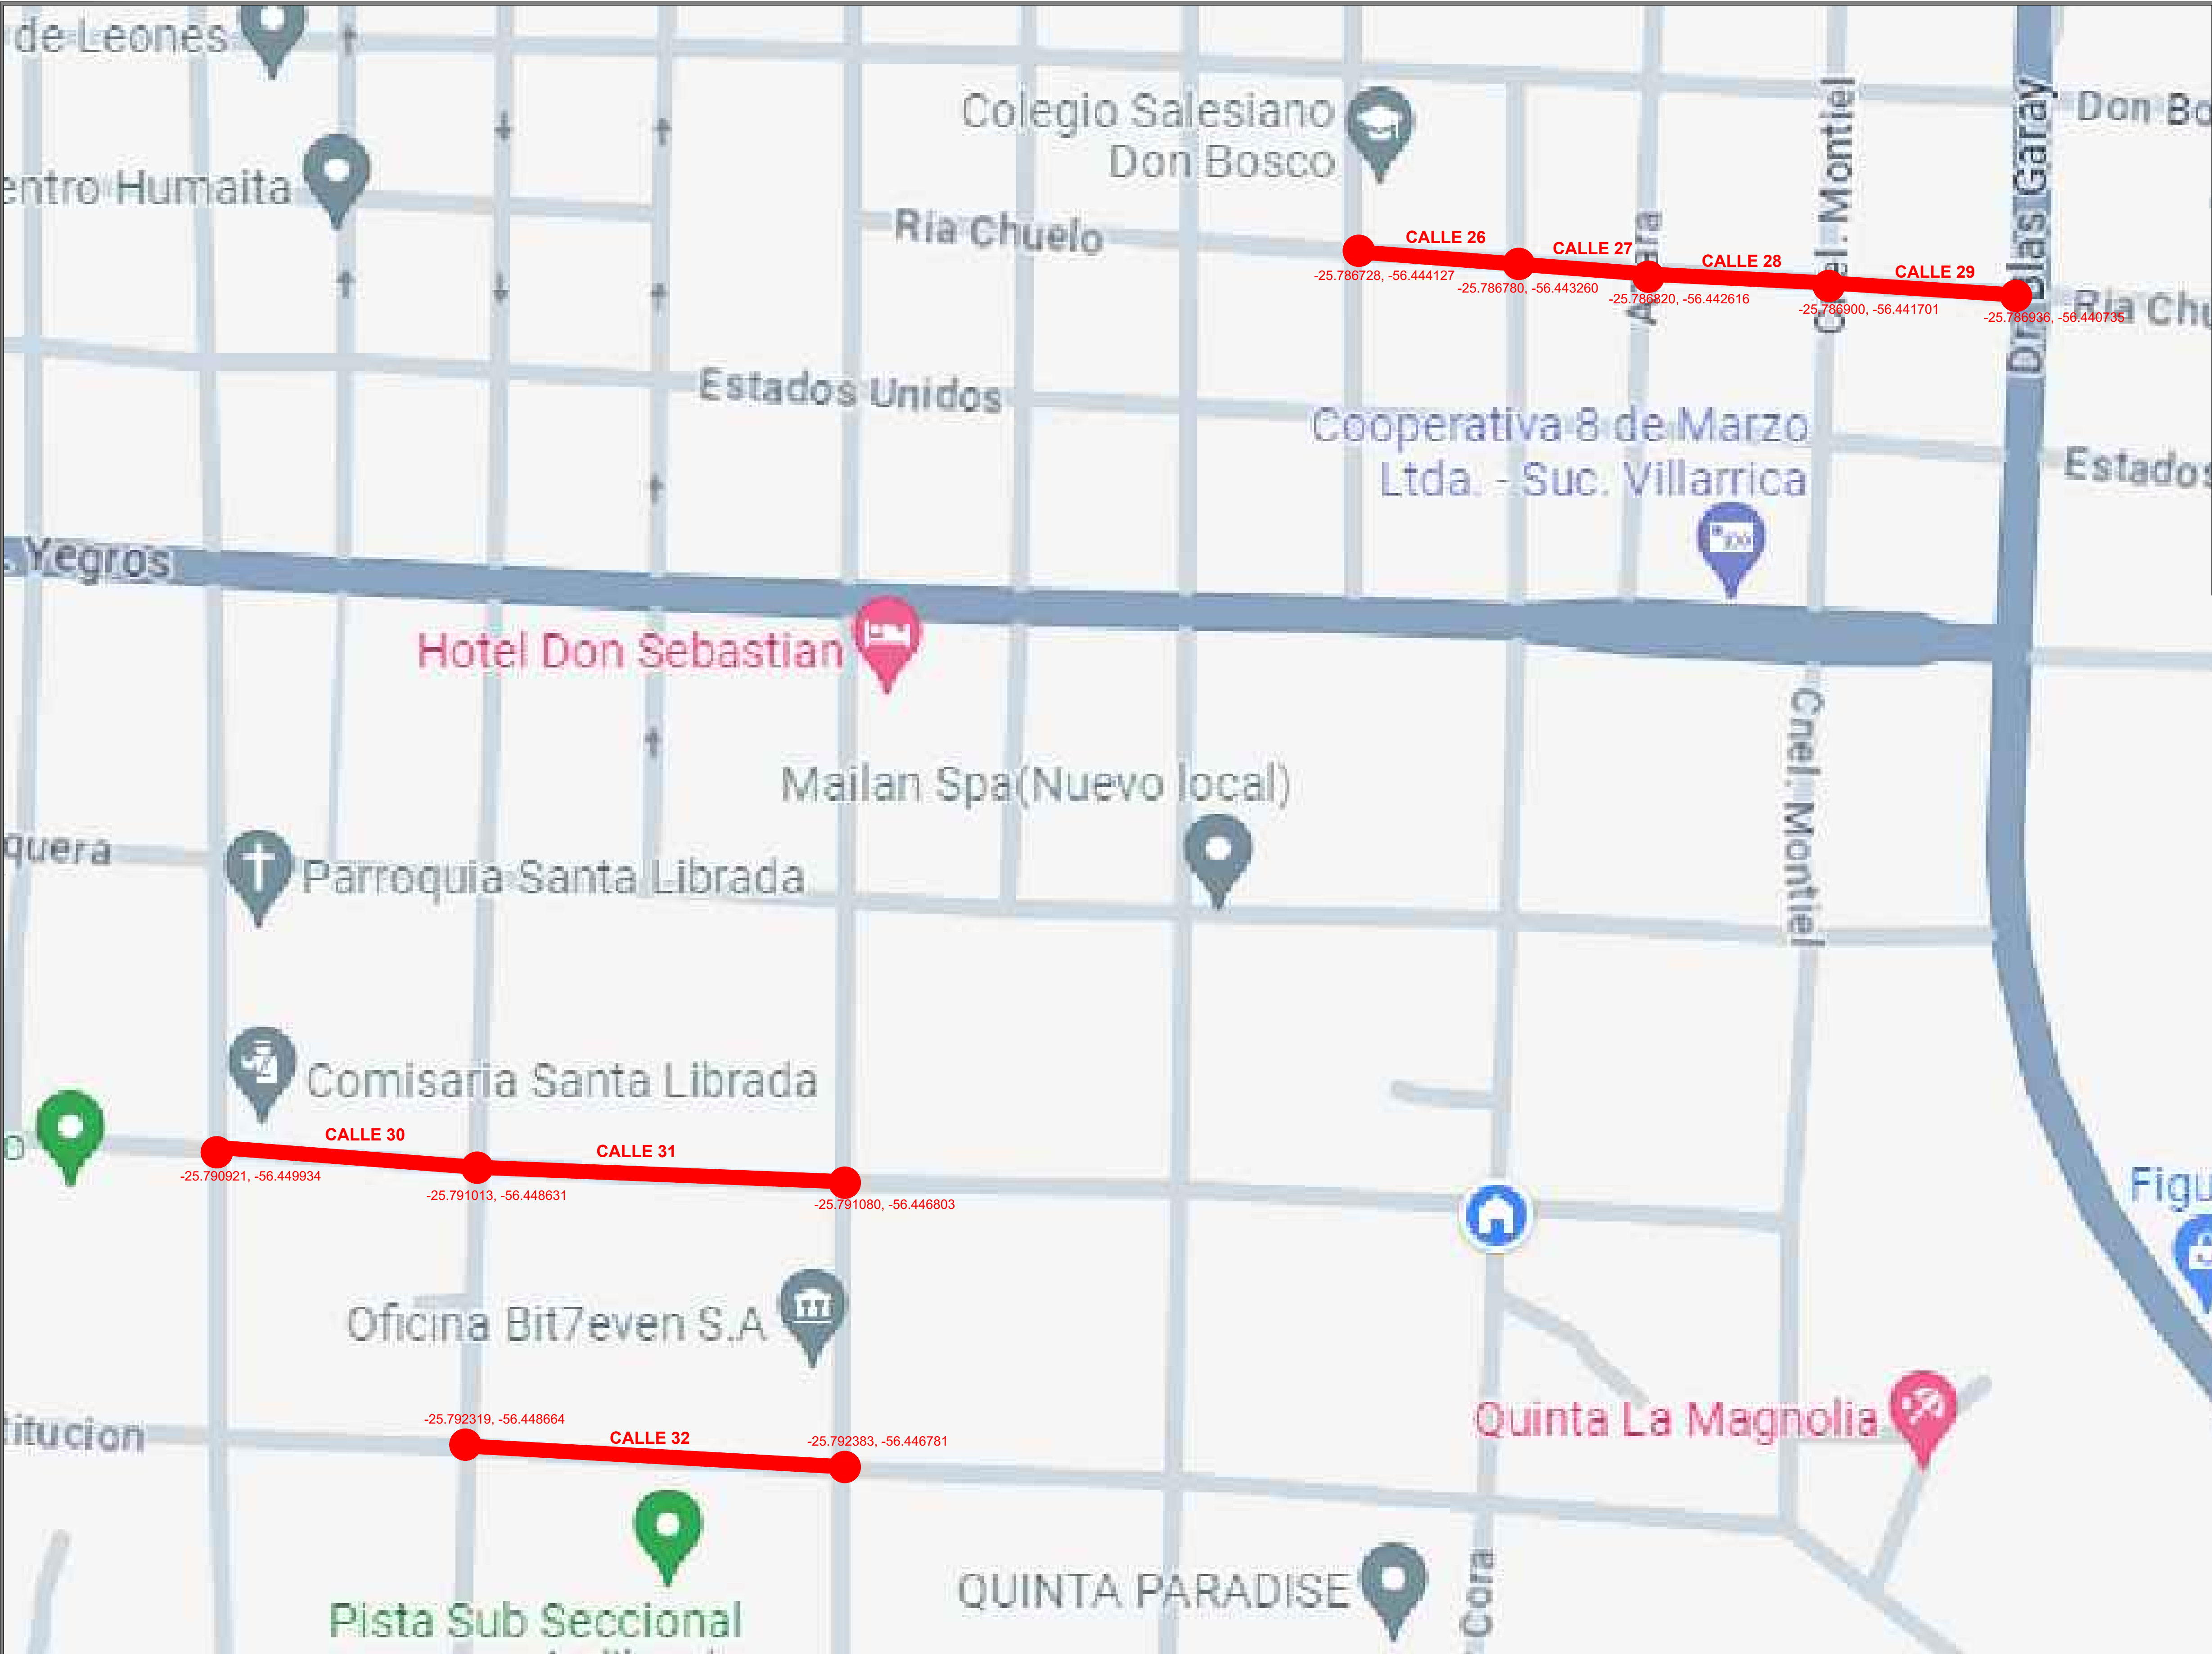 de Leones
entro Humaita
Colegio Salesiano
Don Bosco
Cnel. Montiel
Dr. Blas Garay
Don Bo
Ria Chuelo
CALLE 26
CALLE 27
CALLE 28
CALLE 29
-25.786728, -56.444127
-25.786780, -56.443260
-25.786820, -56.442616
-25.786900, -56.441701
-25.786936, -56.440735
Ria Chu
Estados Unidos
Cooperativa 8 de Marzo
Ltda. - Suc. Villarrica
Estados
. Yegros
Hotel Don Sebastian
Cnel. Montiel
Mailan Spa(Nuevo local)
quera
Parroquia Santa Librada
Comisaria Santa Librada
o
CALLE 30
CALLE 31
-25.790921, -56.449934
-25.791013, -56.448631
-25.791080, -56.446803
Figu
Oficina Bit7even S.A
titucion
-25.792319, -56.448664
CALLE 32
-25.792383, -56.446781
Quinta La Magnolia
QUINTA PARADISE
Cora
Pista Sub Seccional